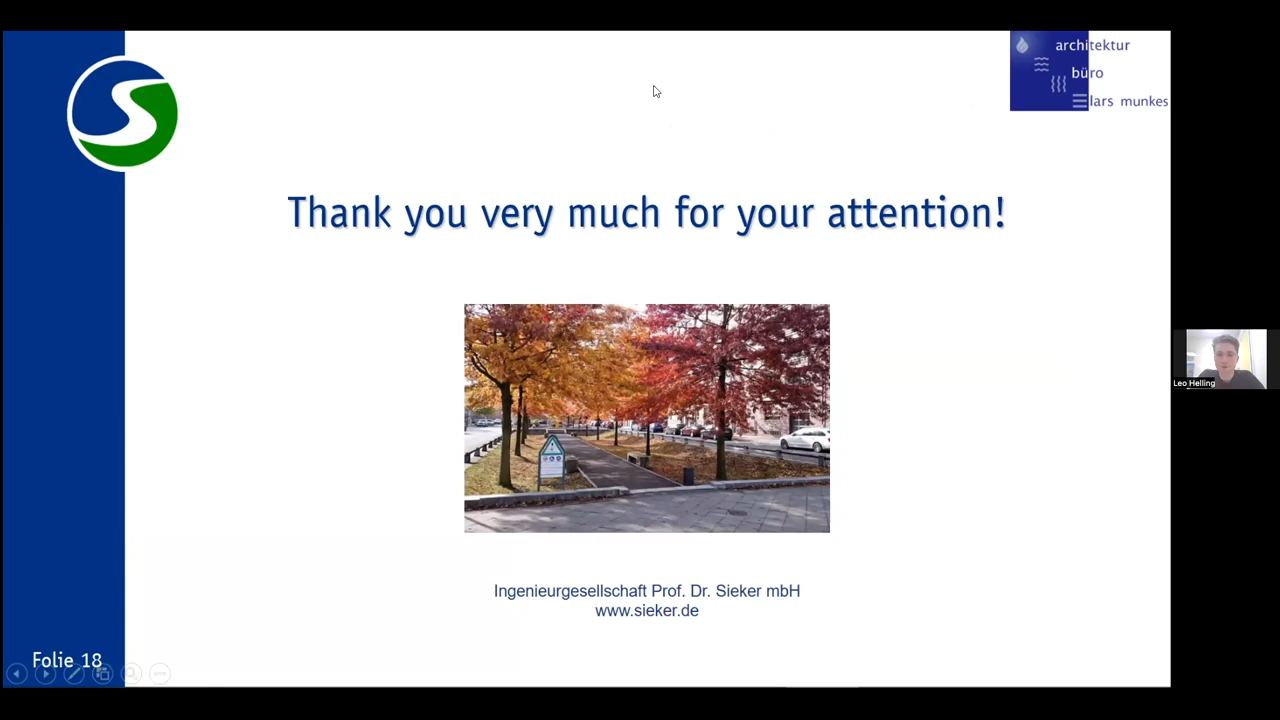 architektur
büro
lars munkes
Thank you very much for your attention!
Leo Helling
Ingenieurgesellschaft Prof. Dr. Sieker mbH
www.sieker.de
Folie 18